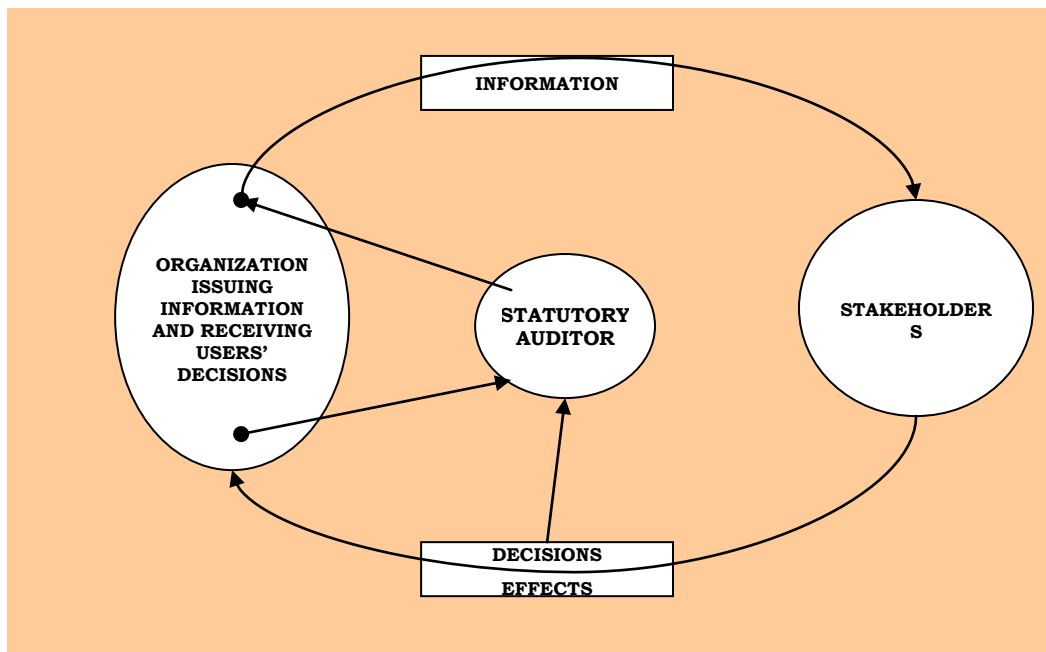 INFORMATION
ORGANIZATION
ISSUING
INFORMATION
AND RECEIVING
USERS’
DECISIONS
STATUTORY
AUDITOR
STAKEHOLDER
S
DECISIONS
EFFECTS